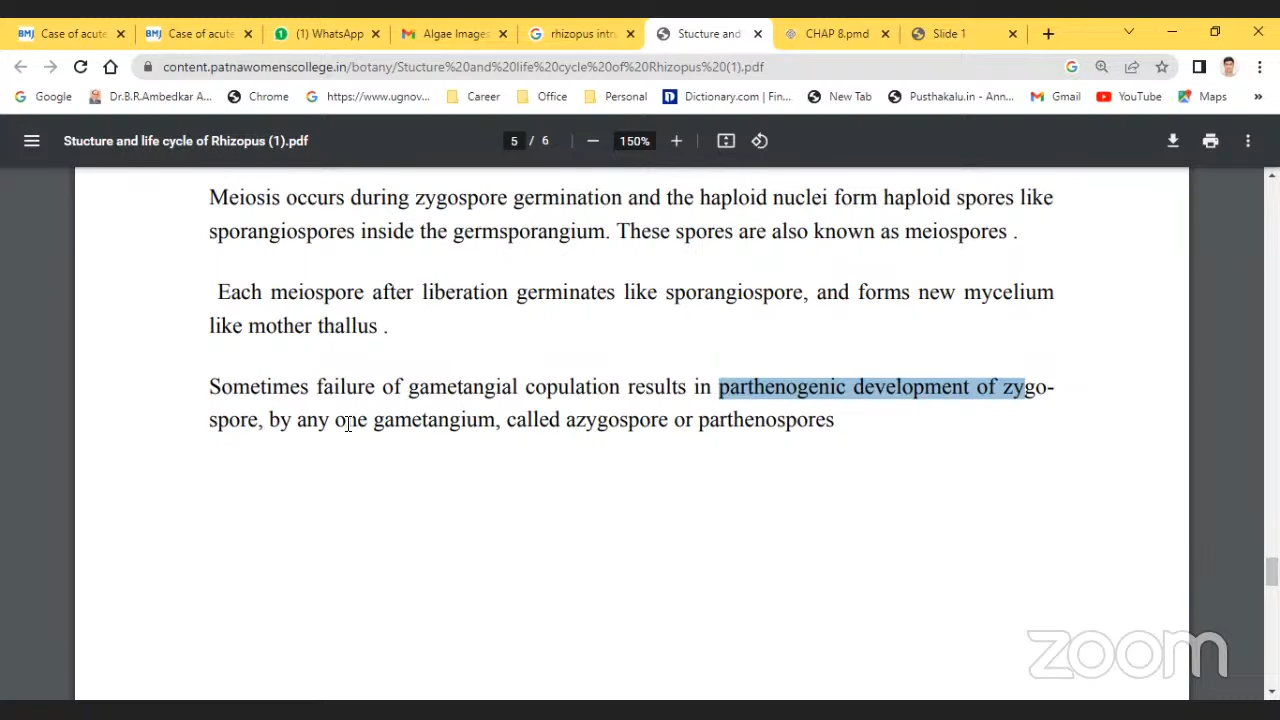 BMJ Case of acute
BMJ Case of acute
1 (1) WhatsApp
Algae Images
rhizopus intr
Stucture and
CHAP 8.pmd
Slide 1
content.patnawomenscollege.in/botany/Stucture%20and%20life%20cycle%20of%20Rhizopus%20(1).pdf
Google Dr.B.R.Ambedkar A... Chrome https://www.ugnov... Career Office Personal Dictionary.com | Fin... New Tab Pusthakalu.in - Ann... Gmail YouTube Maps »
Stucture and life cycle of Rhizopus (1).pdf 5 / 6 — 150% +
Meiosis occurs during zygospore germination and the haploid nuclei form haploid spores like
sporangiospores inside the germsporangium. These spores are also known as meiospores .
Each meiospore after liberation germinates like sporangiospore, and forms new mycelium
like mother thallus .
Sometimes failure of gametangial copulation results in parthenogenic development of zygo-
spore, by any one gametangium, called azygospore or parthenospores
zoom